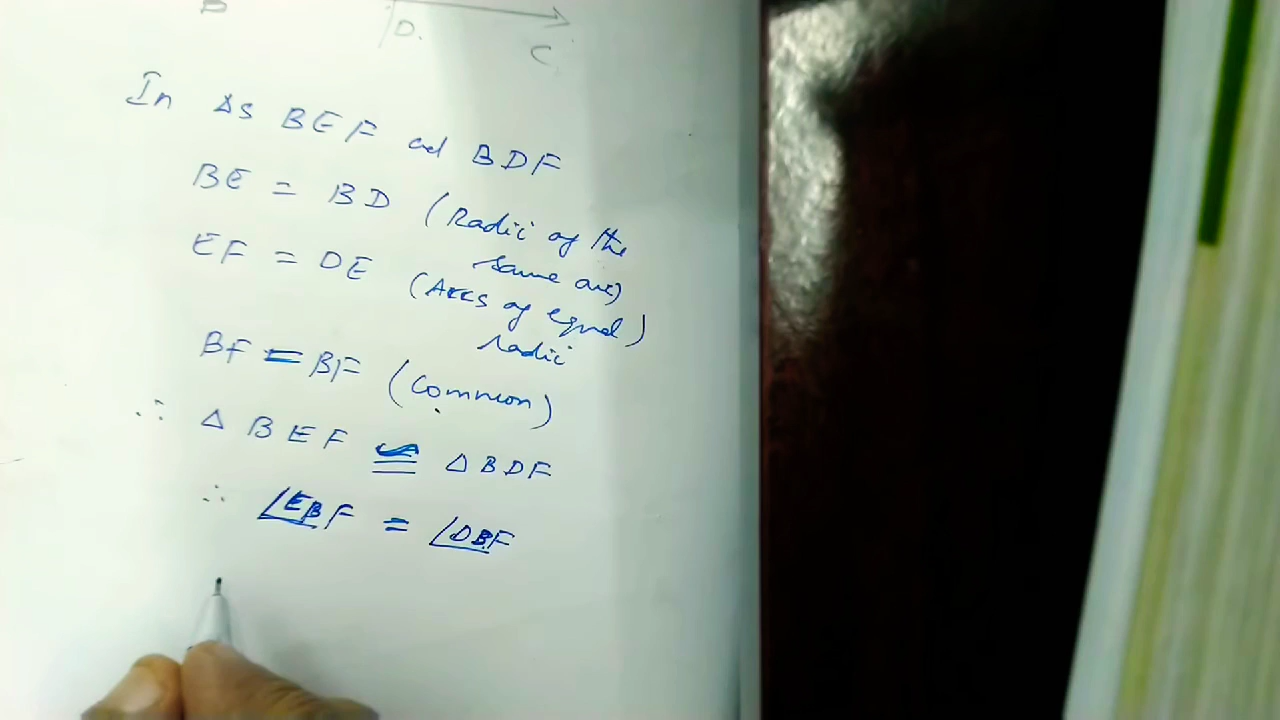 B
D.
C
In Δs BEF and BDF
BE = BD (Radii of the
same arc)
EF = DE (Arcs of equal)
radii
BF = BF (Common)
∴ Δ BEF ≅ Δ BDF
∴ ∠EBF = ∠DBF